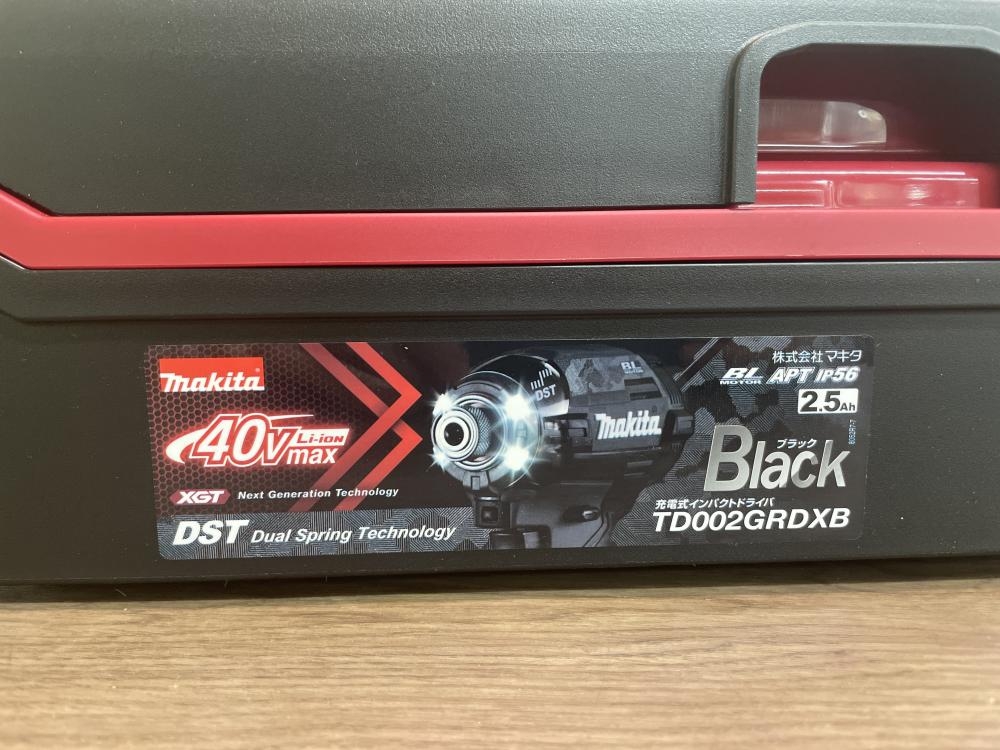 makita
40Vmax Li-ion
XGT Next Generation Technology
DST Dual Spring Technology
DST
BL
makita
株式会社マキタ
BL MOTOR APT IP56
2.5Ah
ブラック
Black
充電式インパクトドライバ
TD002GRDXB